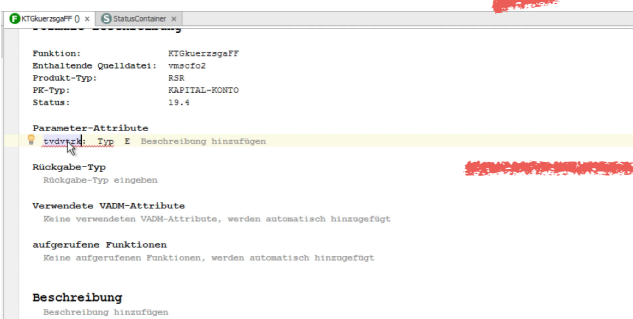 KTGkuerzsgaFF () × StatusContainer ×
Funktion: KTGkuerzzsgaFF
Enthaltende Quelldatei: vmscfo2
Produkt-Typ: RSR
PK-Typ: KAPITAL-KONTO
Status: 19.4
Parameter-Attribute
Typ E Beschreibung hinzufügen
Rückgabe-Typ
Rückgabe-Typ eingeben
Verwendete VADM-Attribute
Keine verwendeten VADM-Attribute, werden automatisch hinzugefügt
aufgerufene Funktionen
Keine aufgerufenen Funktionen, werden automatisch hinzugefügt
Beschreibung
Beschreibung hinzufügen